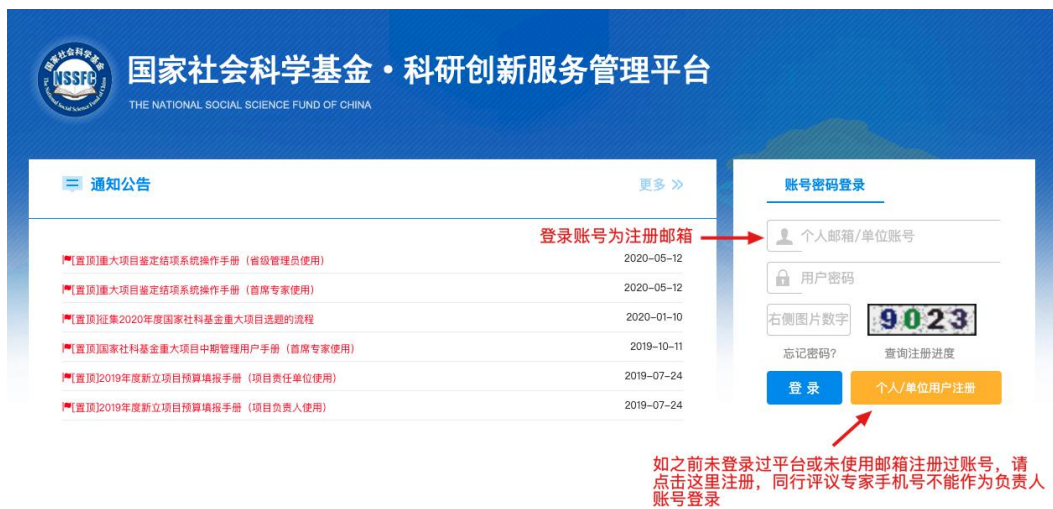 国家社会科学基金·科研创新服务管理平台
NSSFC
THE NATIONAL SOCIAL SCIENCE FUND OF CHINA
通知公告
更多
账号密码登录
登录账号为注册邮箱
个人邮箱/单位账号
[置顶]重大项目鉴定结项系统操作手册（省级管理员使用） 2020-05-12
[置顶]重大项目鉴定结项系统操作手册（首席专家使用） 2020-05-12
[置顶]征集2020年度国家社科基金重大项目选题的流程 2020-01-10
[置顶]国家社科基金重大项目中期管理用户手册（首席专家使用） 2019-10-11
[置顶]2019年度新立项目预算填报手册（项目责任单位使用） 2019-07-24
[置顶]2019年度新立项目预算填报手册（项目负责人使用） 2019-07-24
用户密码
右侧图片数字
9023
忘记密码?
查询注册进度
登 录
个人/单位用户注册
如之前未登录过平台或未使用邮箱注册过账号，请
点击这里注册，同行评议专家手机号不能作为负责人
账号登录